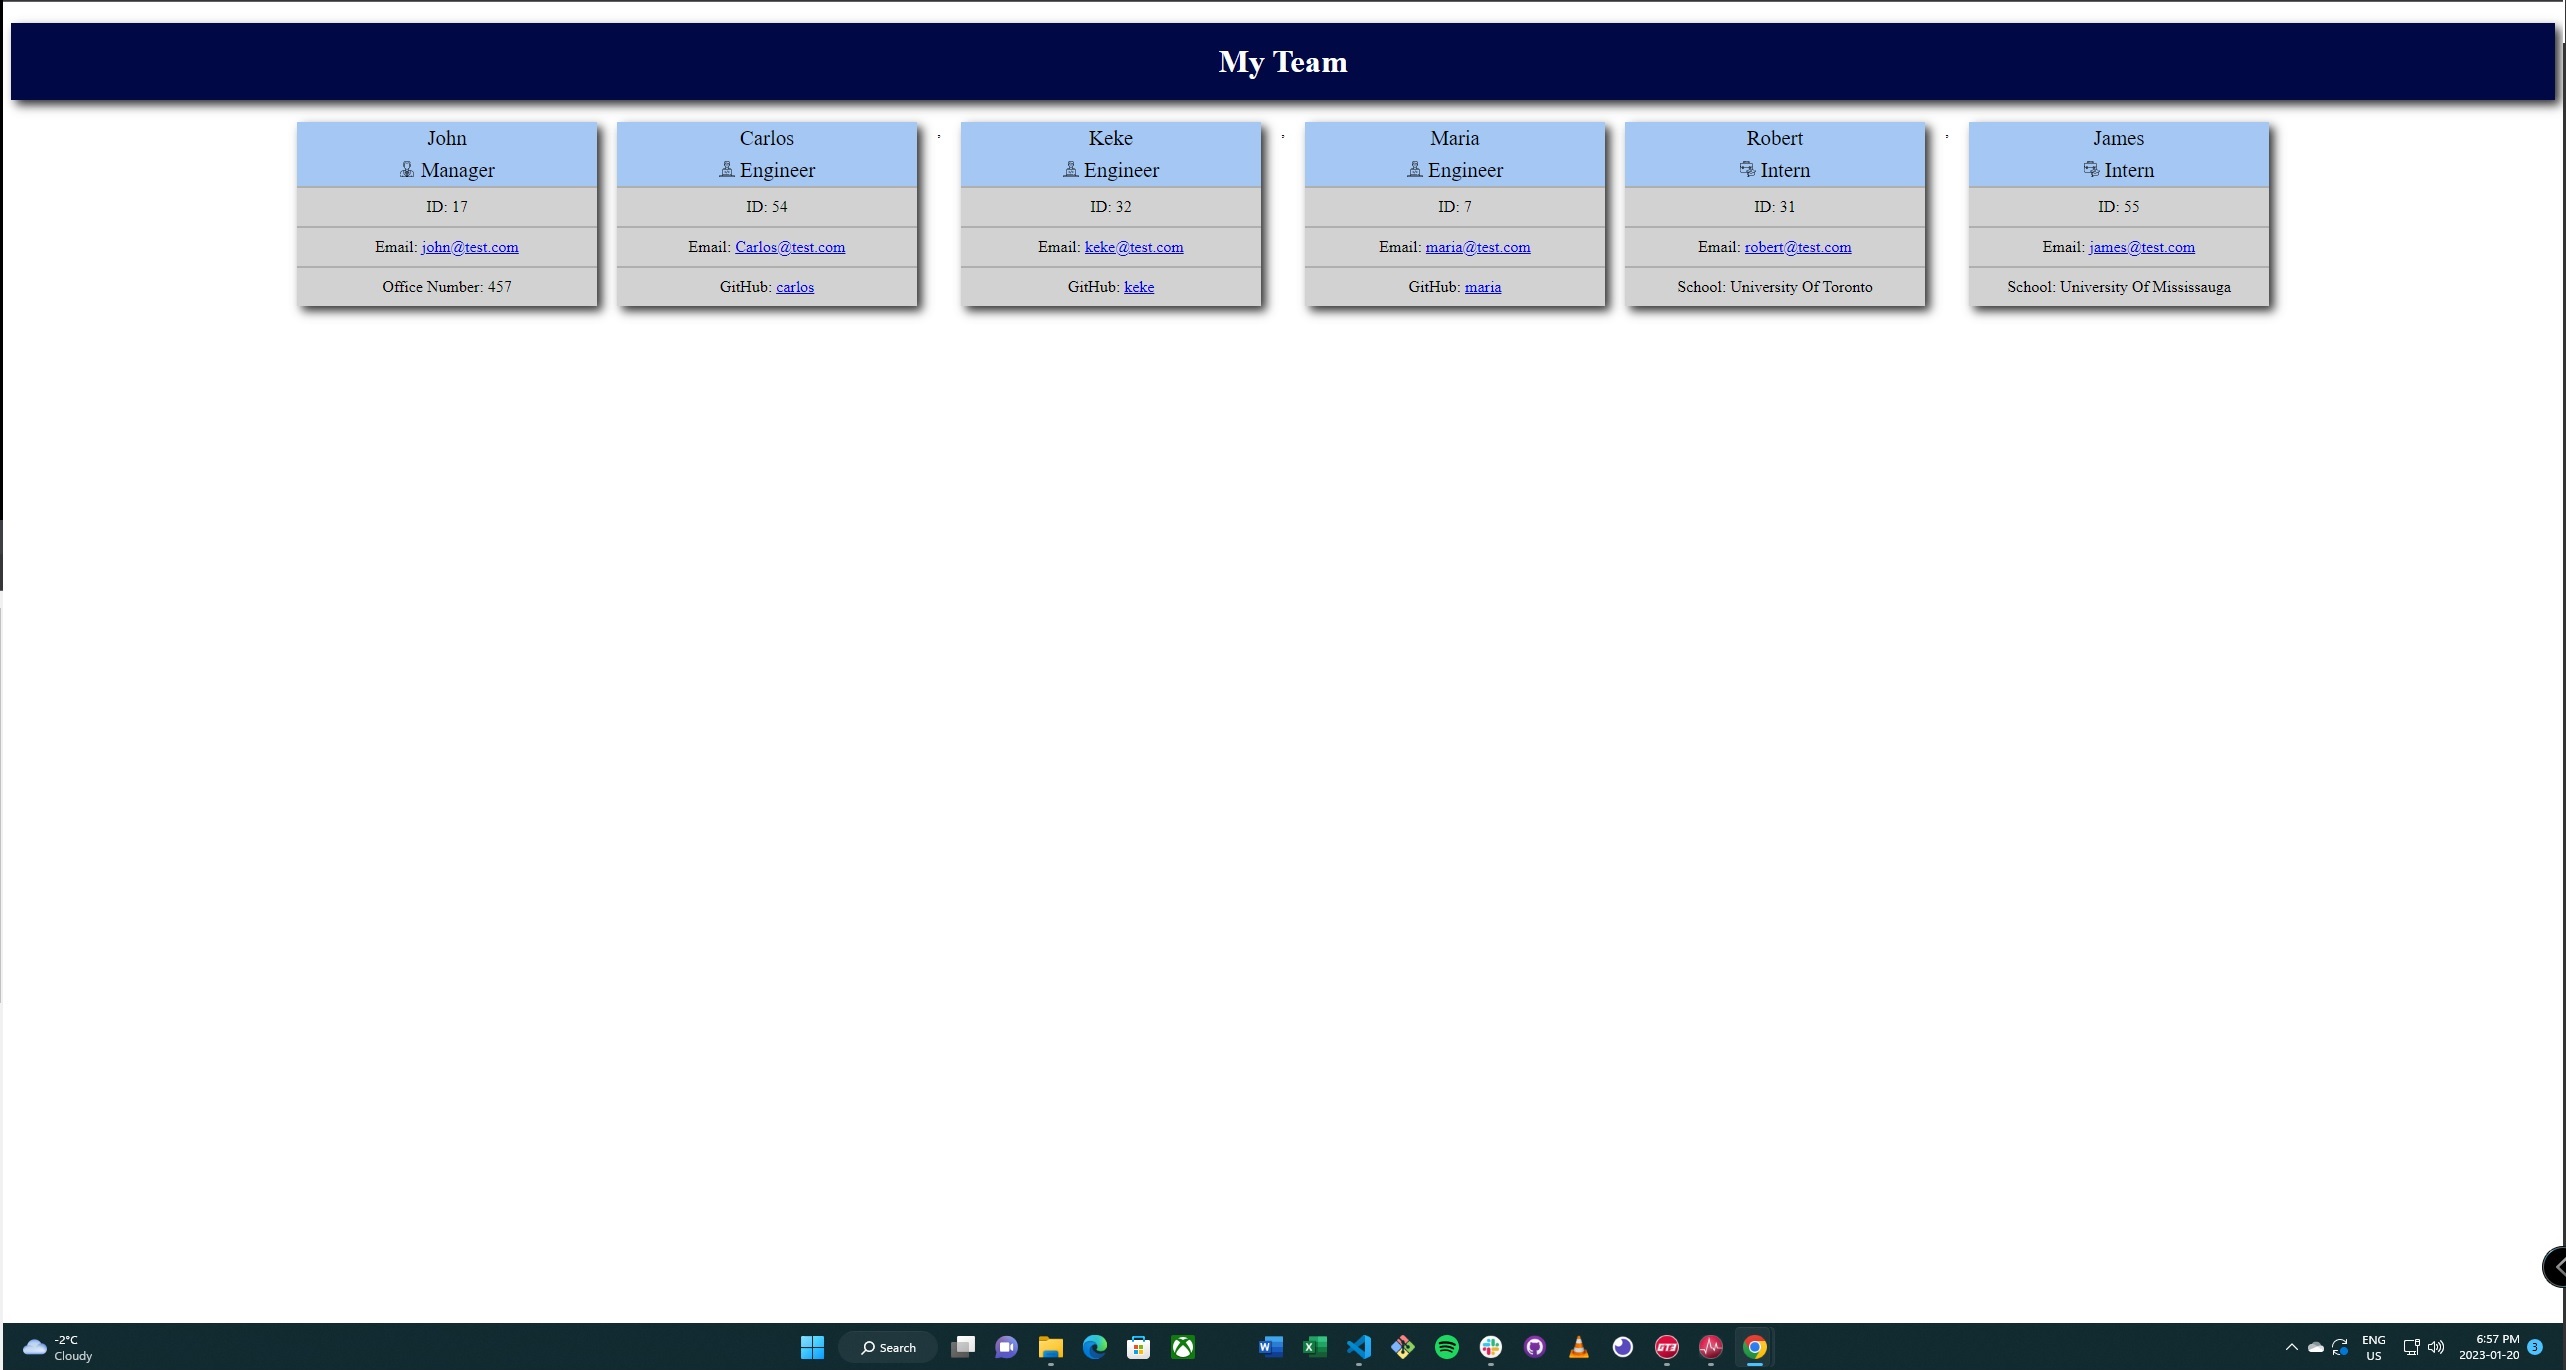 My Team
John
Manager
ID: 17
Email: john@test.com
Office Number: 457
Carlos
Engineer
ID: 54
Email: Carlos@test.com
GitHub: carlos
,
Keke
Engineer
ID: 32
Email: keke@test.com
GitHub: keke
,
Maria
Engineer
ID: 7
Email: maria@test.com
GitHub: maria
Robert
Intern
ID: 31
Email: robert@test.com
School: University Of Toronto
,
James
Intern
ID: 55
Email: james@test.com
School: University Of Mississauga
-2°C
Cloudy
Search
W
X
GT3
ENG
US
6:57 PM
2023-01-20
3